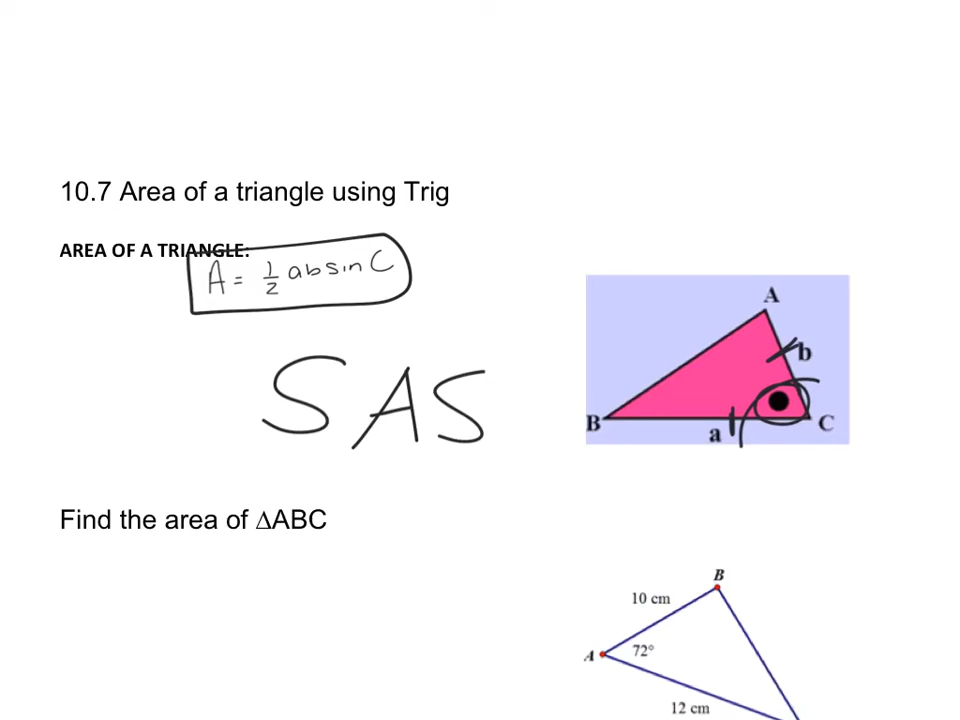 10.7 Area of a triangle using Trig
AREA OF A TRIANGLE:
A = 1/2 ab sin C
A
b
SAS
B
a
C
Find the area of ∆ABC
B
10 cm
A
72°
12 cm